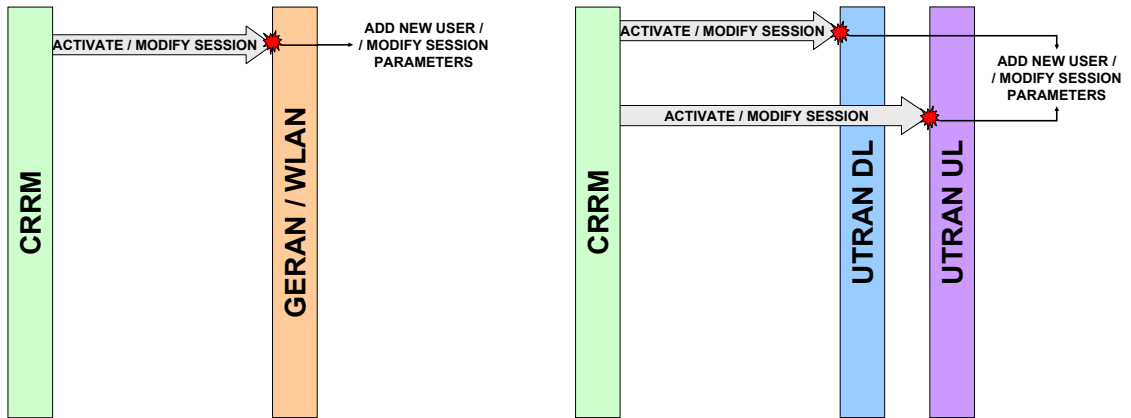 ACTIVATE / MODIFY SESSION
ADD NEW USER /
/ MODIFY SESSION
PARAMETERS
CRRM
GERAN / WLAN
ACTIVATE / MODIFY SESSION
ACTIVATE / MODIFY SESSION
ADD NEW USER /
/ MODIFY SESSION
PARAMETERS
CRRM
UTRAN DL
UTRAN UL